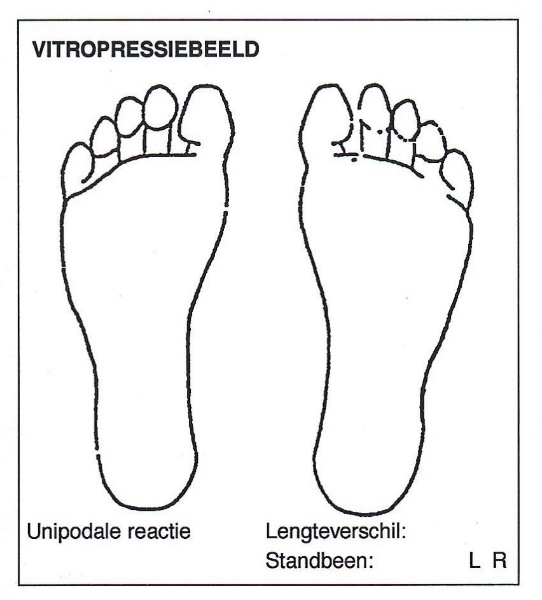 VITROPRESSIEBEELD
Unipodale reactie
Lengteverschil:
Standbeen: L R